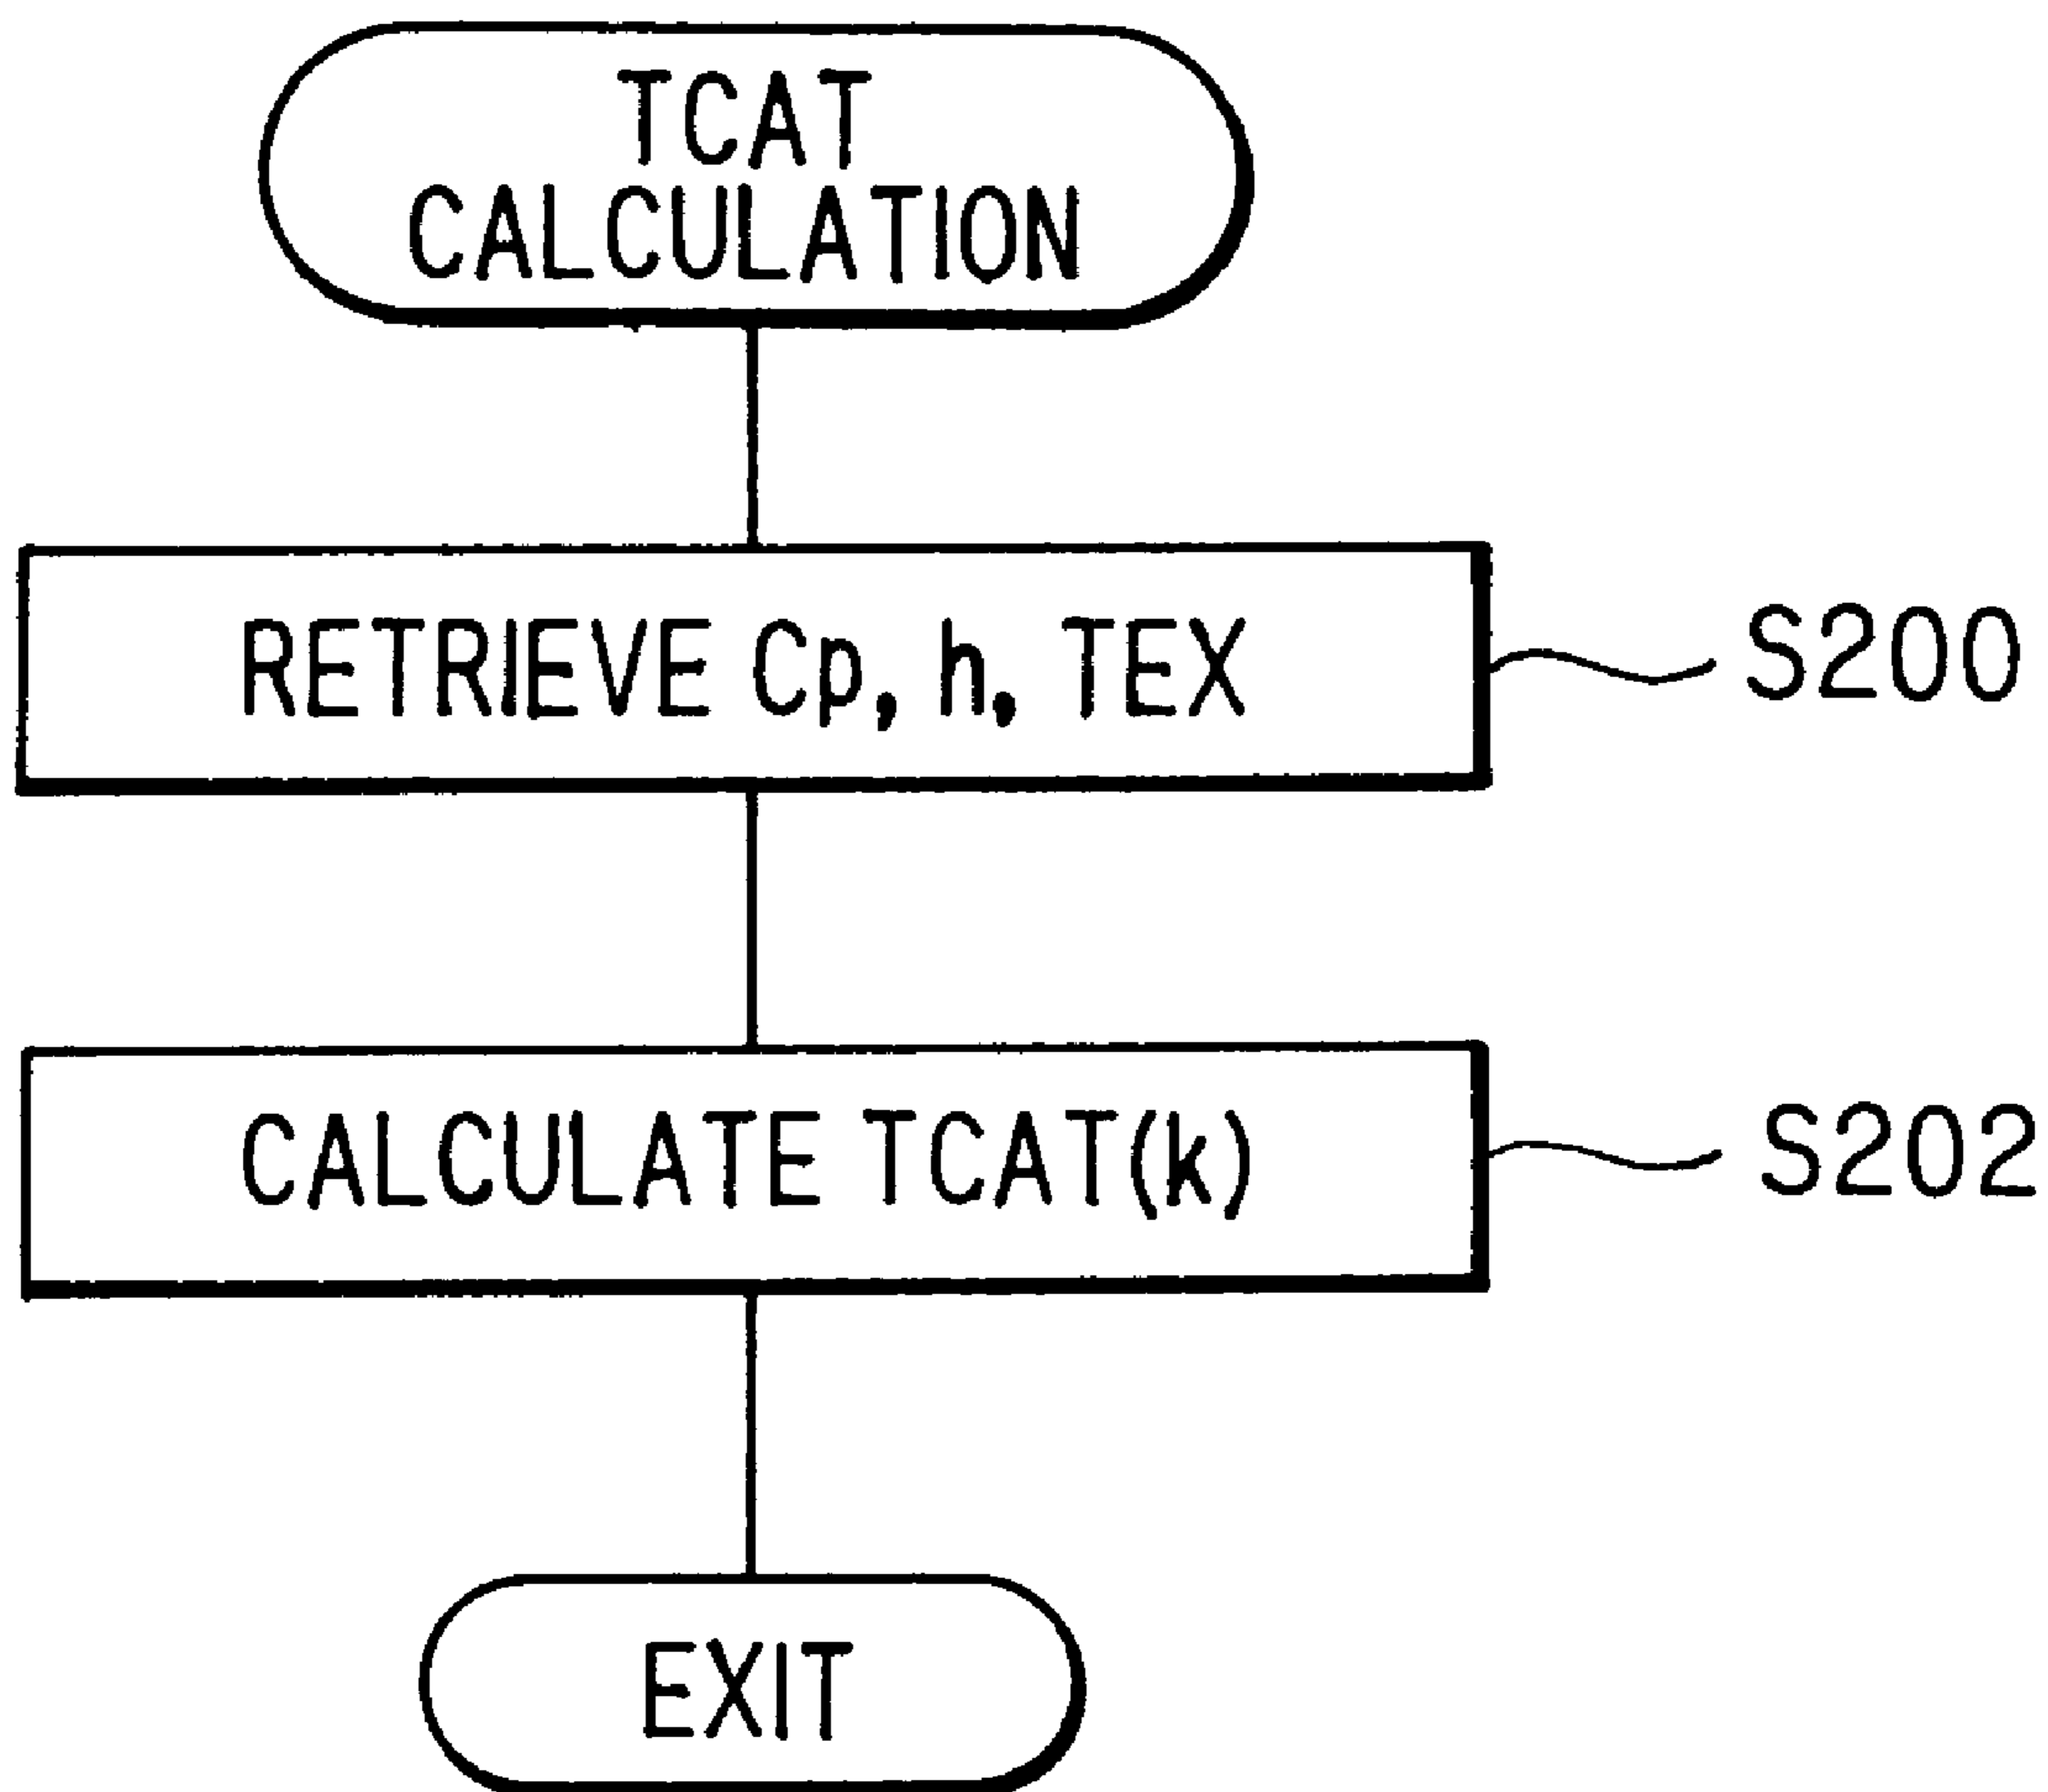 TCAT
CALCULATION
RETRIEVE Cp, h, TEX
S200
CALCULATE TCAT(k)
S202
EXIT